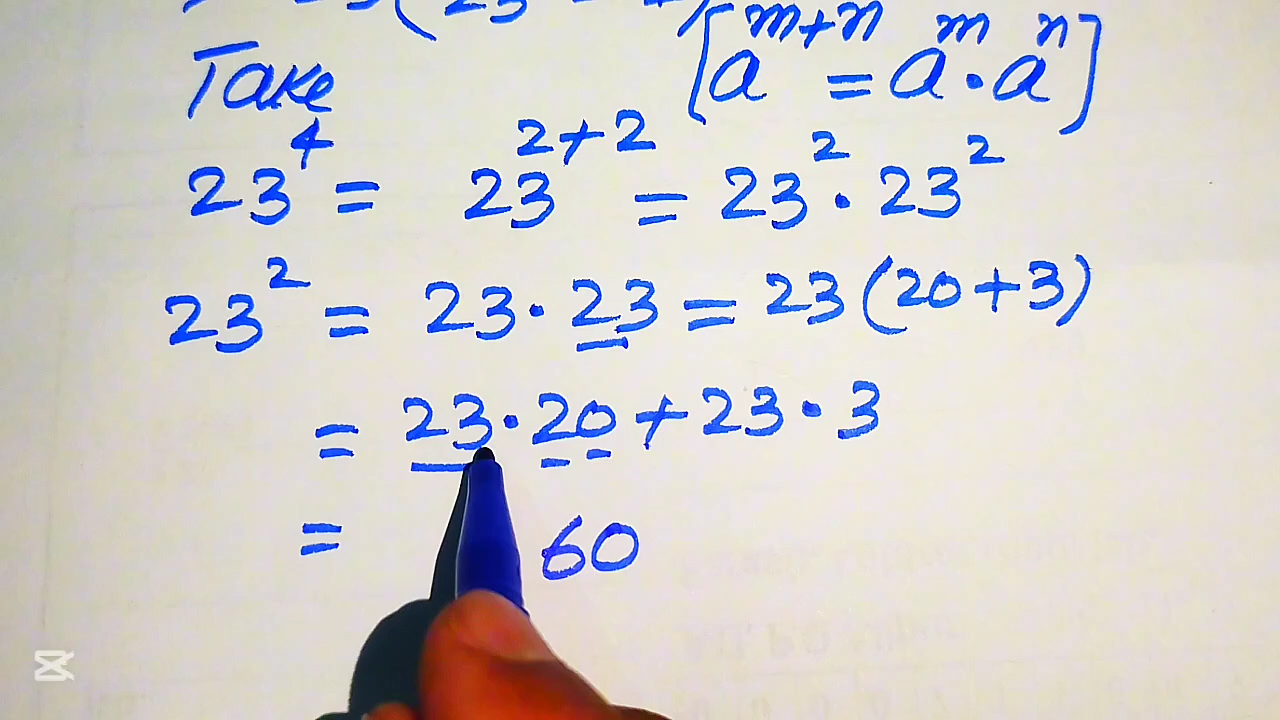 Take [a^(m+n) = a^m · a^n]
23^4 = 23^(2+2) = 23^2 · 23^2
23^2 = 23 · 23 = 23(20+3)
= 23 · 20 + 23 · 3
= 60